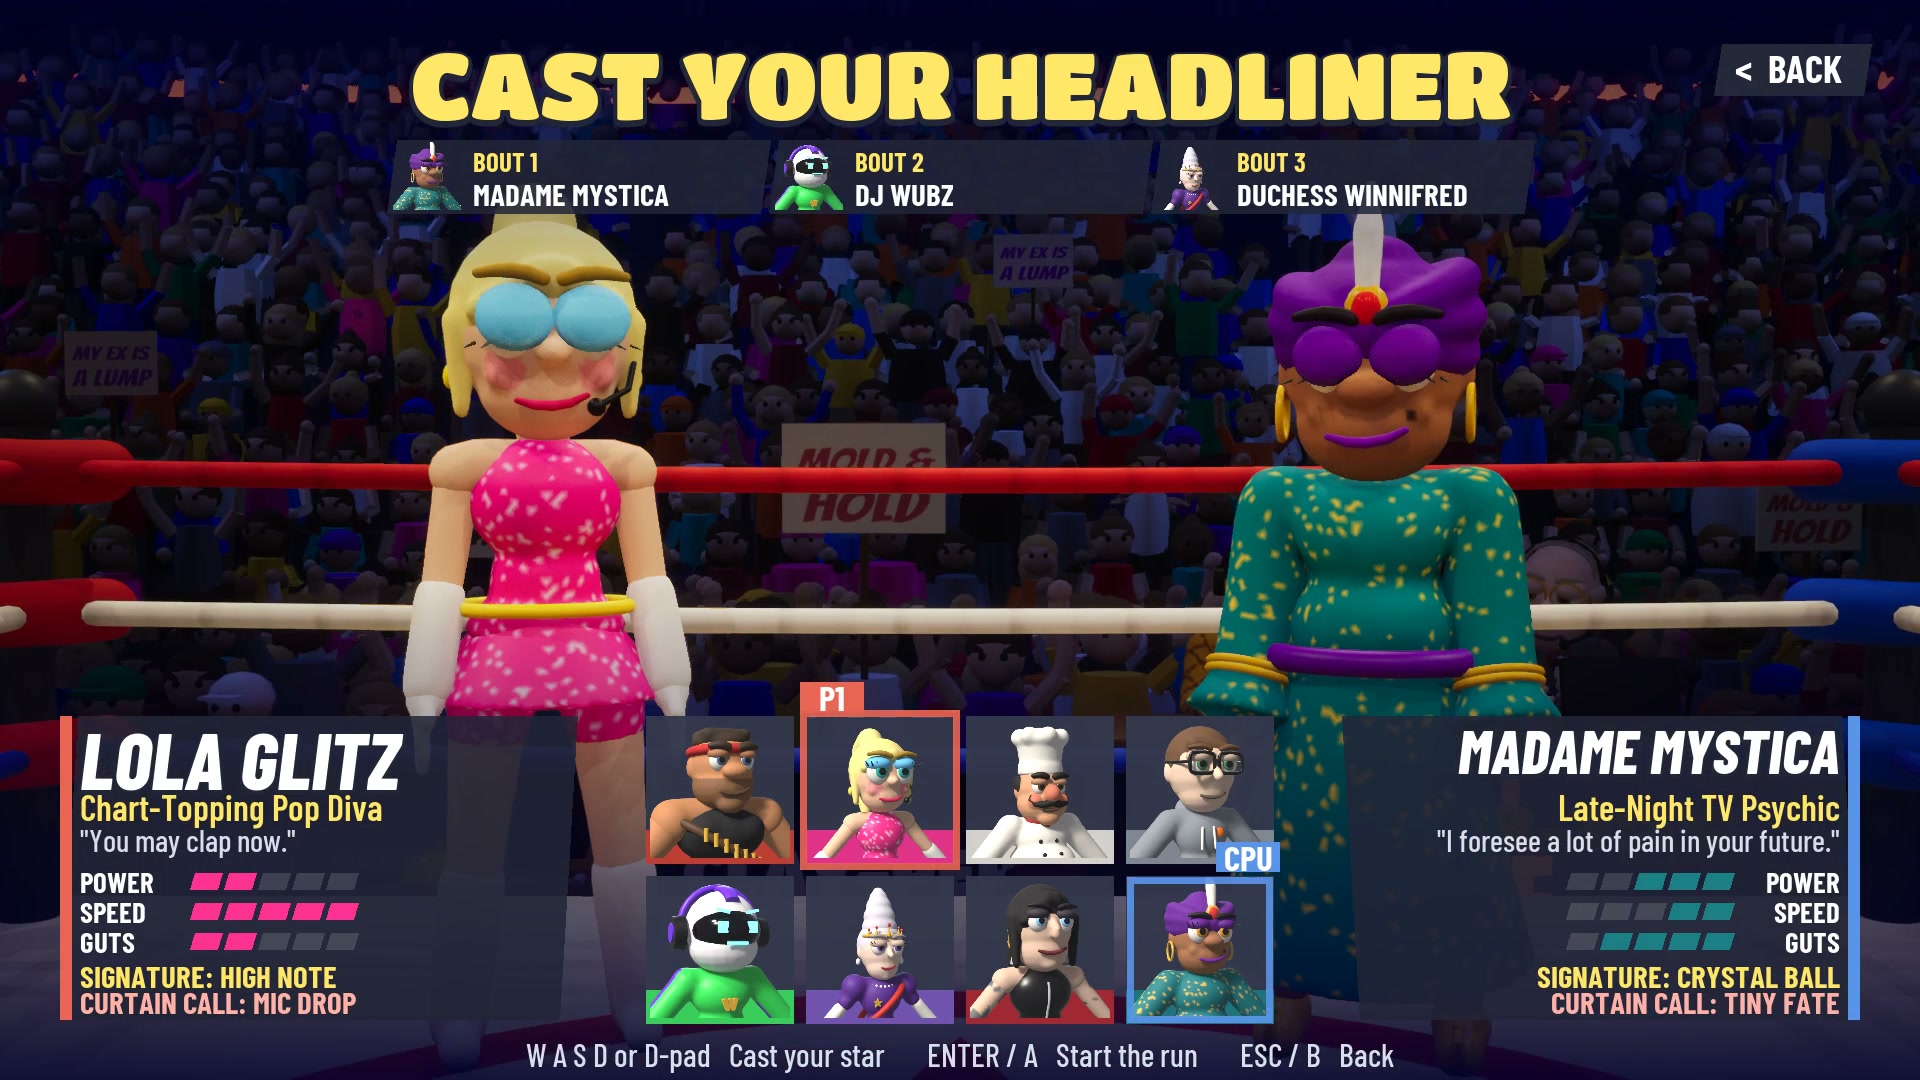 CAST YOUR HEADLINER
< BACK
BOUT 1
MADAME MYSTICA
BOUT 2
DJ WUBZ
BOUT 3
DUCHESS WINNIFRED
MY EX IS
A LUMP
MY EX IS
A LUMP
MOLD &
HOLD
MOLD &
HOLD
P1
LOLA GLITZ
Chart-Topping Pop Diva
"You may clap now."
POWER
SPEED
GUTS
SIGNATURE: HIGH NOTE
CURTAIN CALL: MIC DROP
CPU
W
MADAME MYSTICA
Late-Night TV Psychic
"I foresee a lot of pain in your future."
POWER
SPEED
GUTS
SIGNATURE: CRYSTAL BALL
CURTAIN CALL: TINY FATE
W A S D or D-pad Cast your star ENTER / A Start the run ESC / B Back